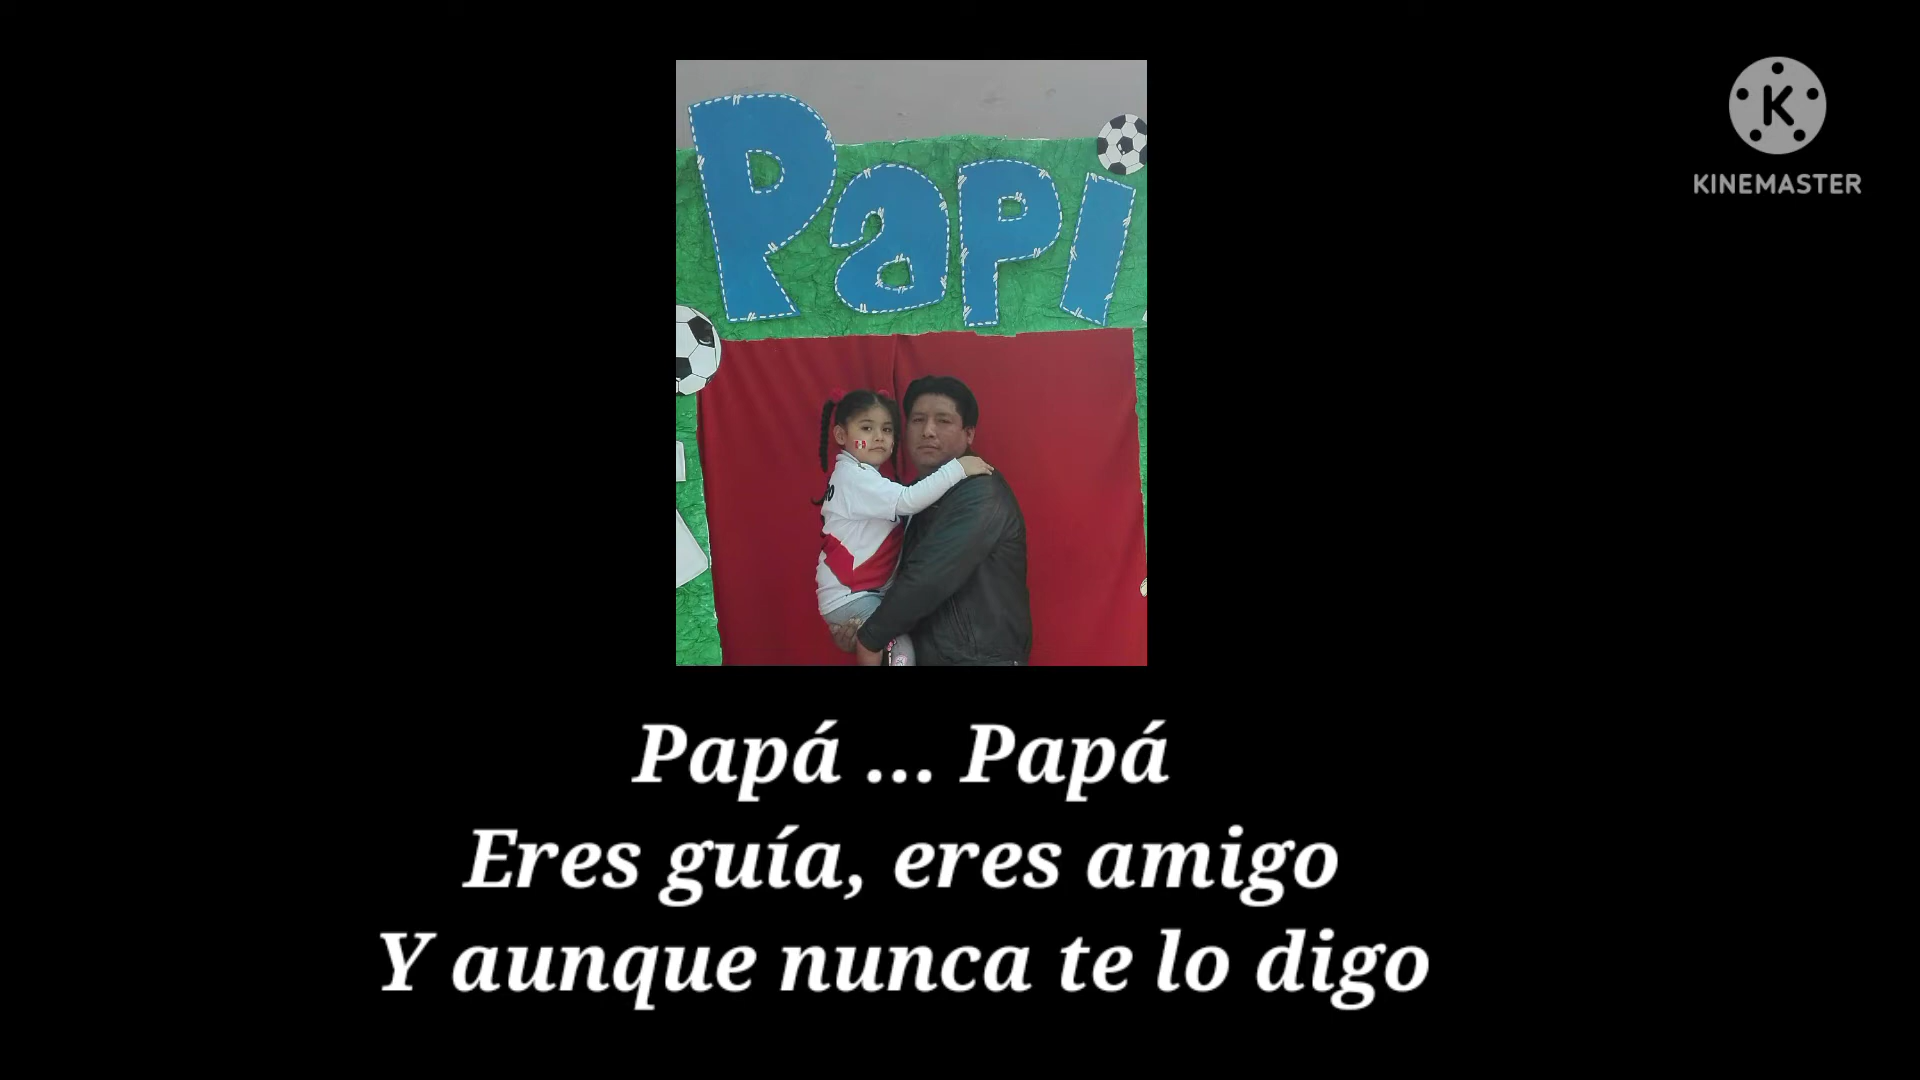 Papi
K
KINEMASTER
Papá ... Papá
Eres guía, eres amigo
Y aunque nunca te lo digo